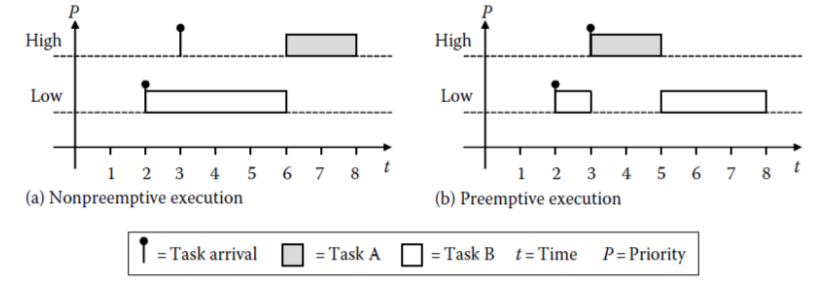 P
High
Low
1 2 3 4 5 6 7 8 t
(a) Nonpreemptive execution
P
High
Low
1 2 3 4 5 6 7 8 t
(b) Preemptive execution
= Task arrival = Task A = Task B t = Time P = Priority